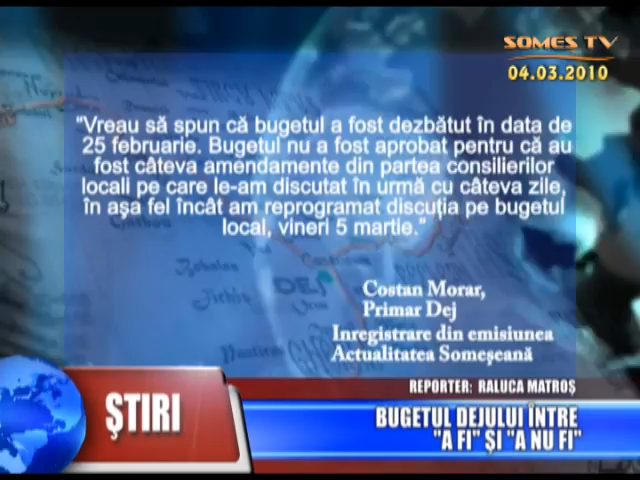 SOMES TV
04.03.2010
"Vreau să spun că bugetul a fost dezbătut în data de
25 februarie. Bugetul nu a fost aprobat pentru că au
fost câteva amendamente din partea consilierilor
locali pe care le-am discutat în urmă cu câteva zile,
în aşa fel încât am reprogramat discuţia pe bugetul
local, vineri 5 martie."
DEJ
Costan Morar,
Primar Dej
Inregistrare din emisiunea
Actualitatea Someşeană
REPORTER: RALUCA MATROŞ
ŞTIRI
BUGETUL DEJULUI ÎNTRE
"A FI" ŞI "A NU FI"